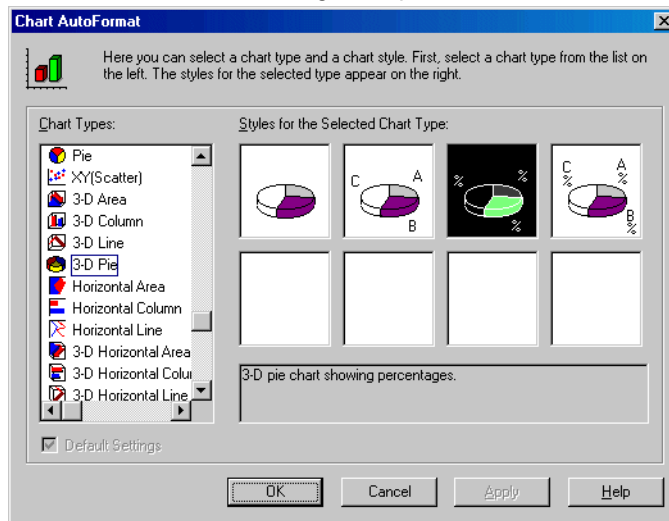 Chart AutoFormat
Here you can select a chart type and a chart style. First, select a chart type from the list on
the left. The styles for the selected type appear on the right.
Chart Types:
Styles for the Selected Chart Type:
Pie
XY(Scatter)
3-D Area
3-D Column
3-D Line
3-D Pie
Horizontal Area
Horizontal Column
Horizontal Line
3-D Horizontal Area
3-D Horizontal Colu
3-D Horizontal Line
C A
B
% %
%
C A
% %
B
%
3-D pie chart showing percentages.
Default Settings
OK Cancel Apply Help